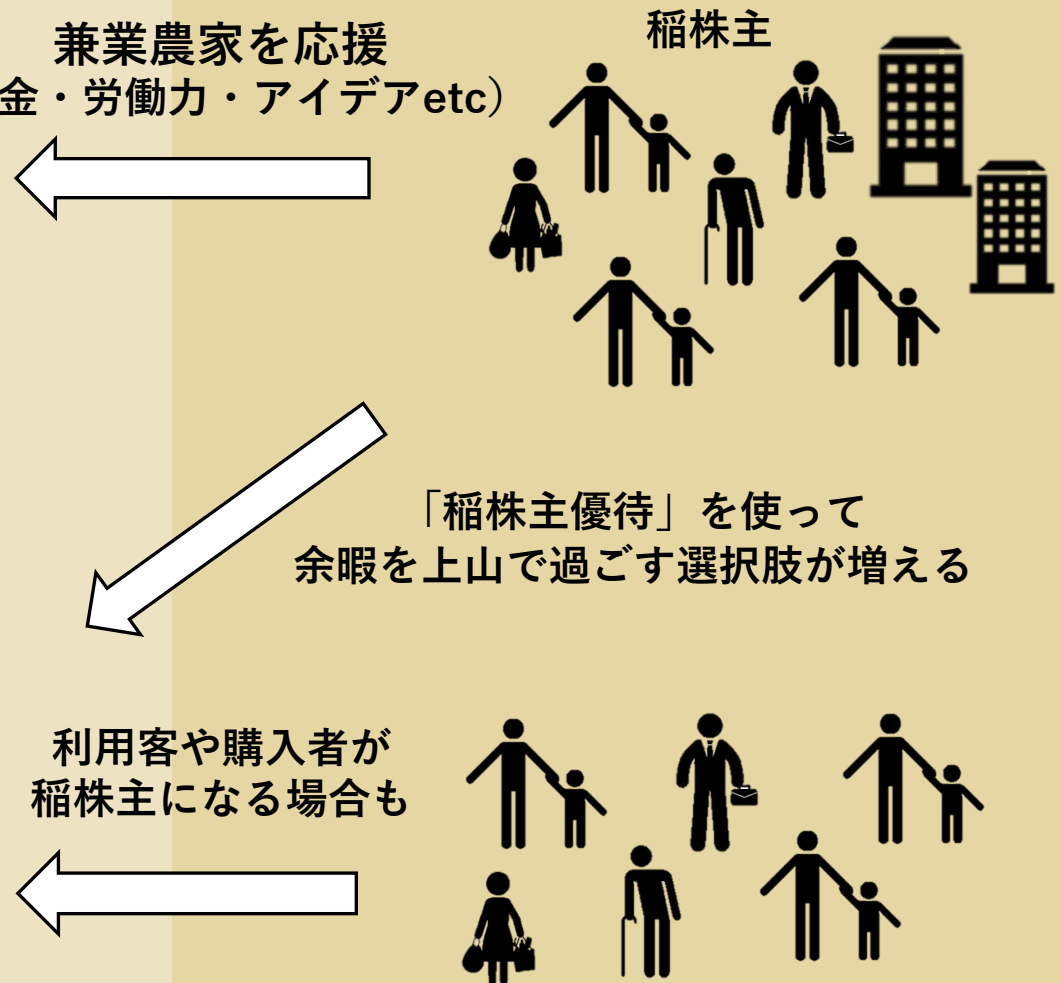 稲株主
兼業農家を応援
金・労働力・アイデアetc）
「稲株主優待」を使って
余暇を上山で過ごす選択肢が増える
利用客や購入者が
稲株主になる場合も